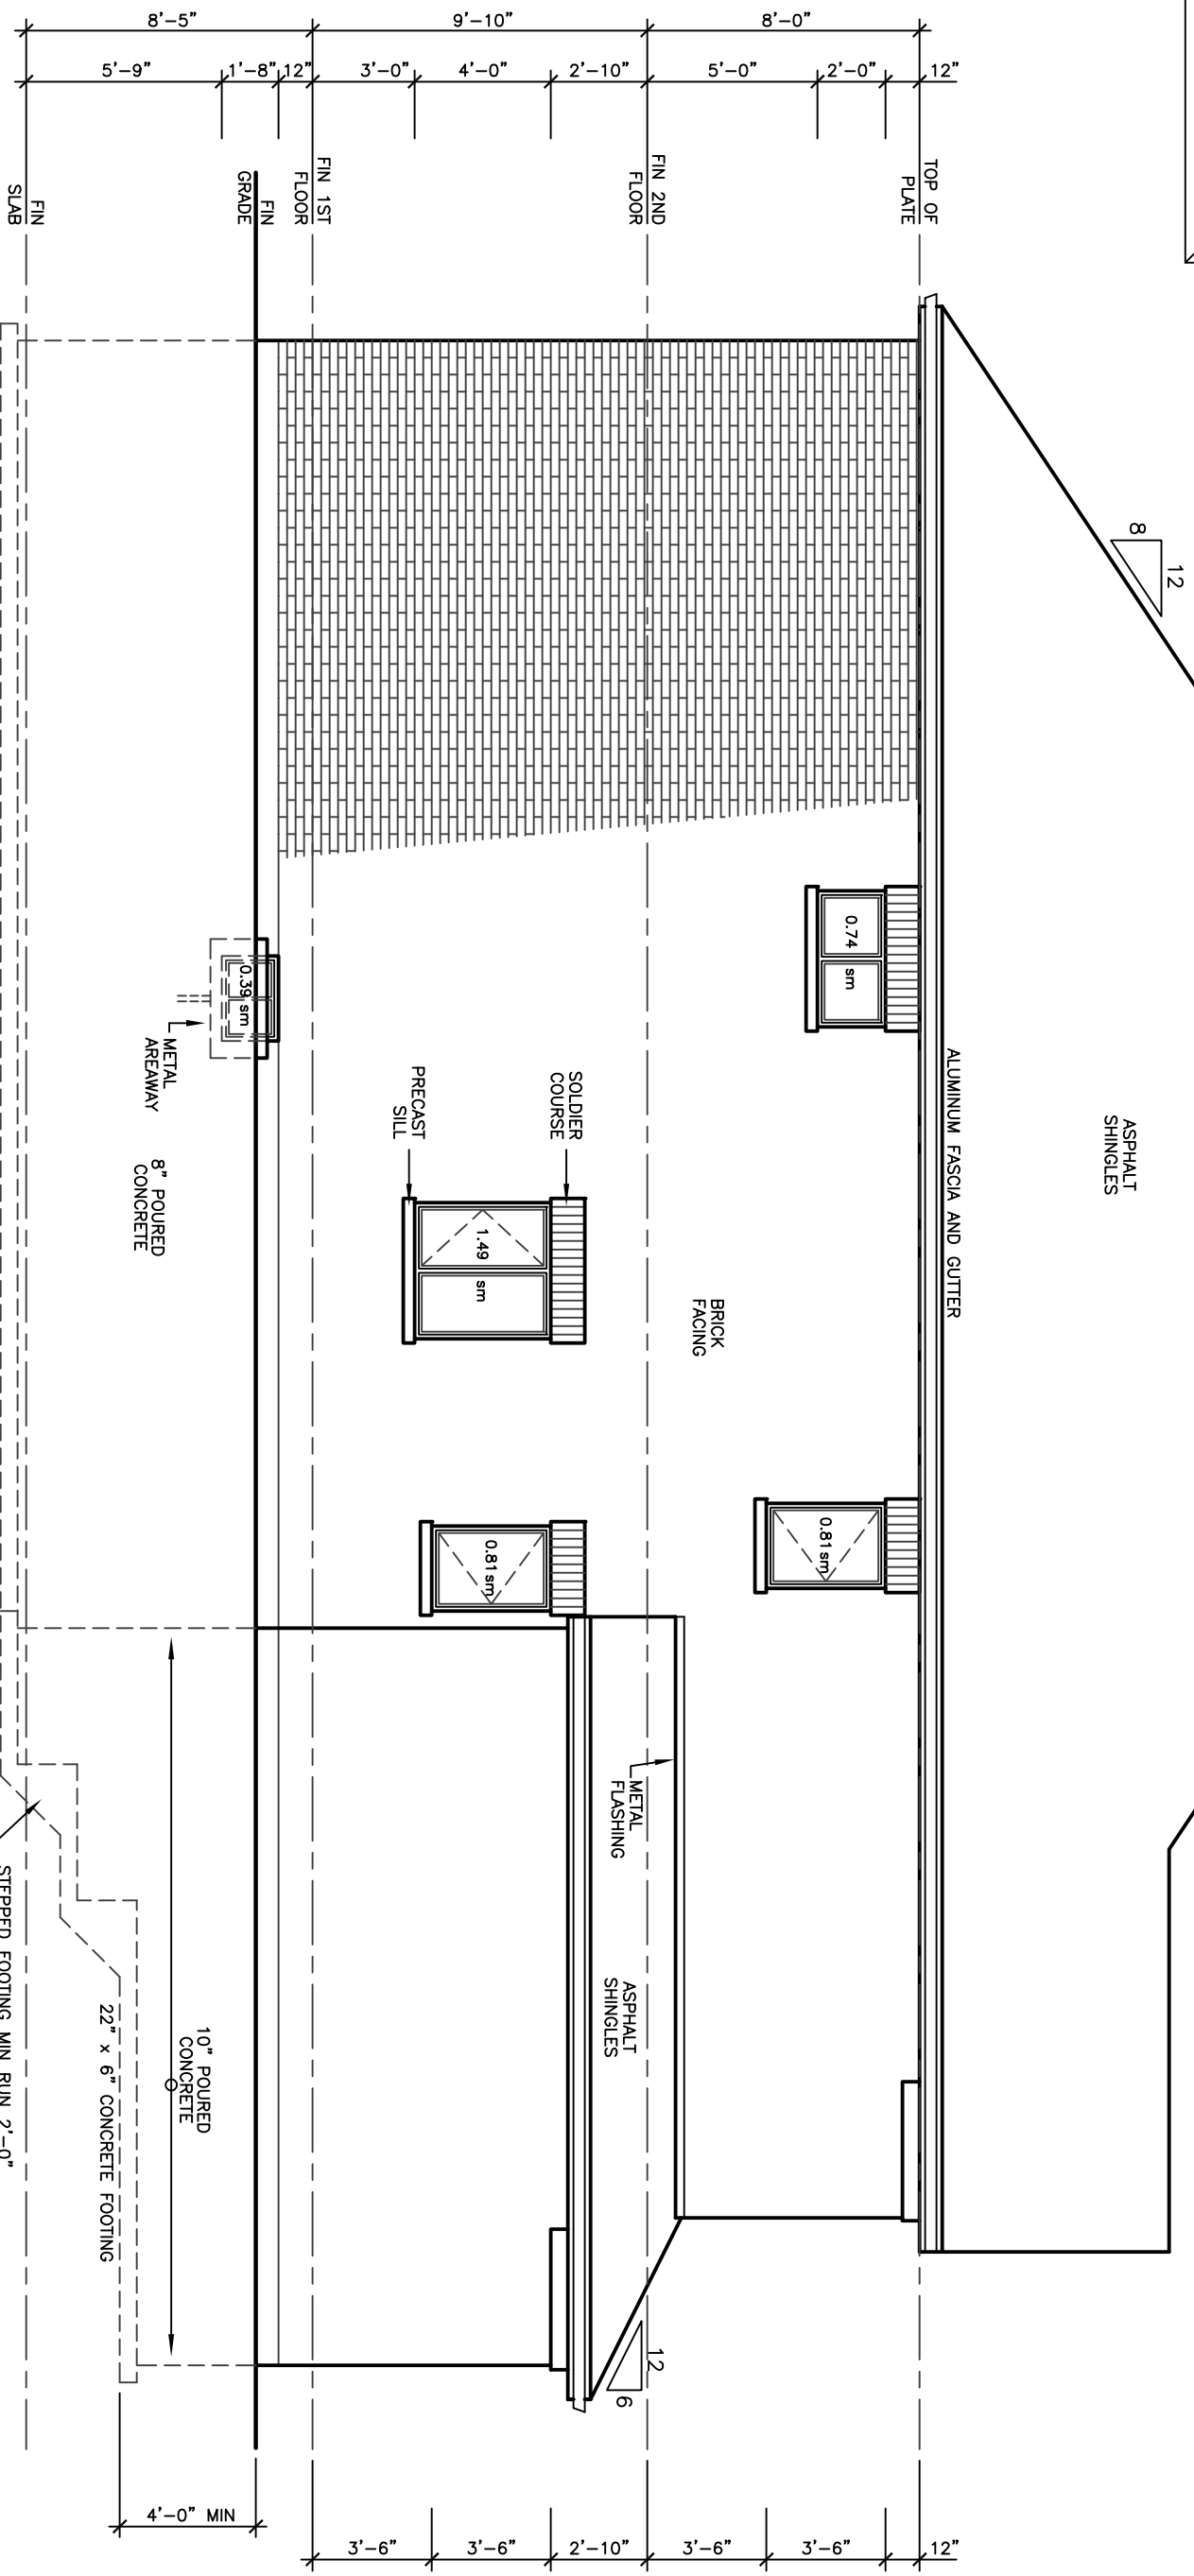 8'-5"
9'-10"
8'-0"
5'-9"
1'-8"
12"
3'-0"
4'-0"
2'-10"
5'-0"
2'-0"
12"
TOP OF
PLATE
FIN 2ND
FLOOR
FIN 1ST
FLOOR
FIN
GRADE
FIN
SLAB
8
12
ASPHALT
SHINGLES
ALUMINUM FASCIA AND GUTTER
0.74
sm
0.39 sm
METAL
AREAWAY
8" POURED
CONCRETE
SOLDIER
COURSE
PRECAST
SILL
1.49
sm
BRICK
FACING
0.81sm
0.81sm
METAL
FLASHING
ASPHALT
SHINGLES
12
6
10" POURED
CONCRETE
22" x 6" CONCRETE FOOTING
STEPPED FOOTING MIN RUN 2'-0"
4'-0" MIN
3'-6"
3'-6"
2'-10"
3'-6"
3'-6"
12"